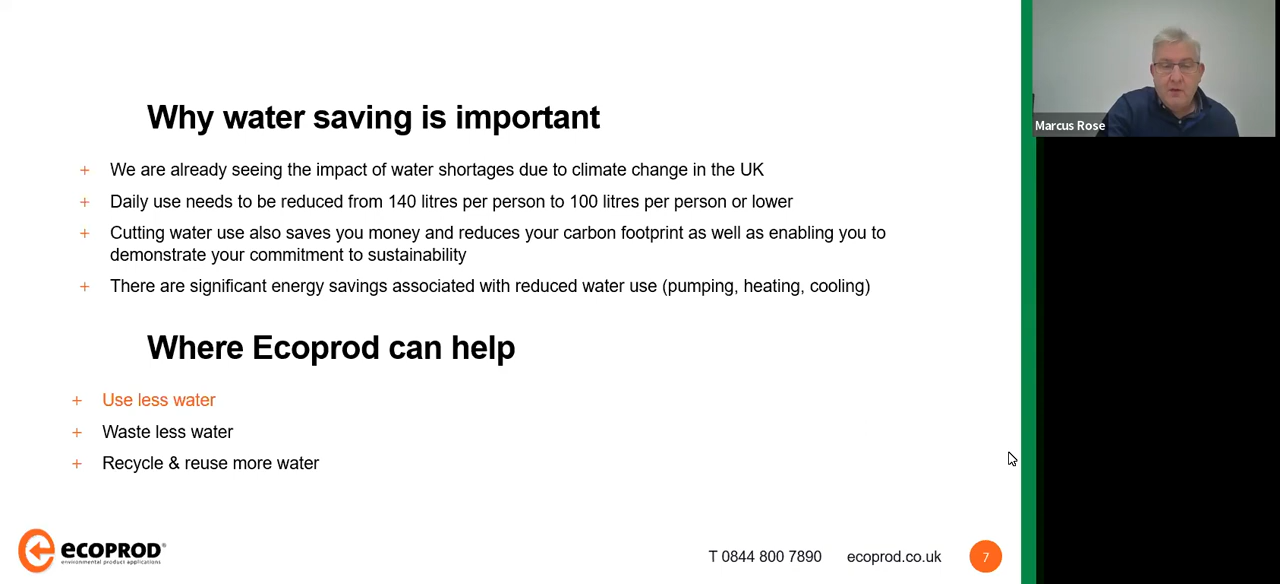 Why water saving is important
+ We are already seeing the impact of water shortages due to climate change in the UK
+ Daily use needs to be reduced from 140 litres per person to 100 litres per person or lower
+ Cutting water use also saves you money and reduces your carbon footprint as well as enabling you to
demonstrate your commitment to sustainability
+ There are significant energy savings associated with reduced water use (pumping, heating, cooling)
Where Ecoprod can help
+ Use less water
+ Waste less water
+ Recycle & reuse more water
ECOPROD®
environmental product applications
T 0844 800 7890 ecoprod.co.uk 7
Marcus Rose